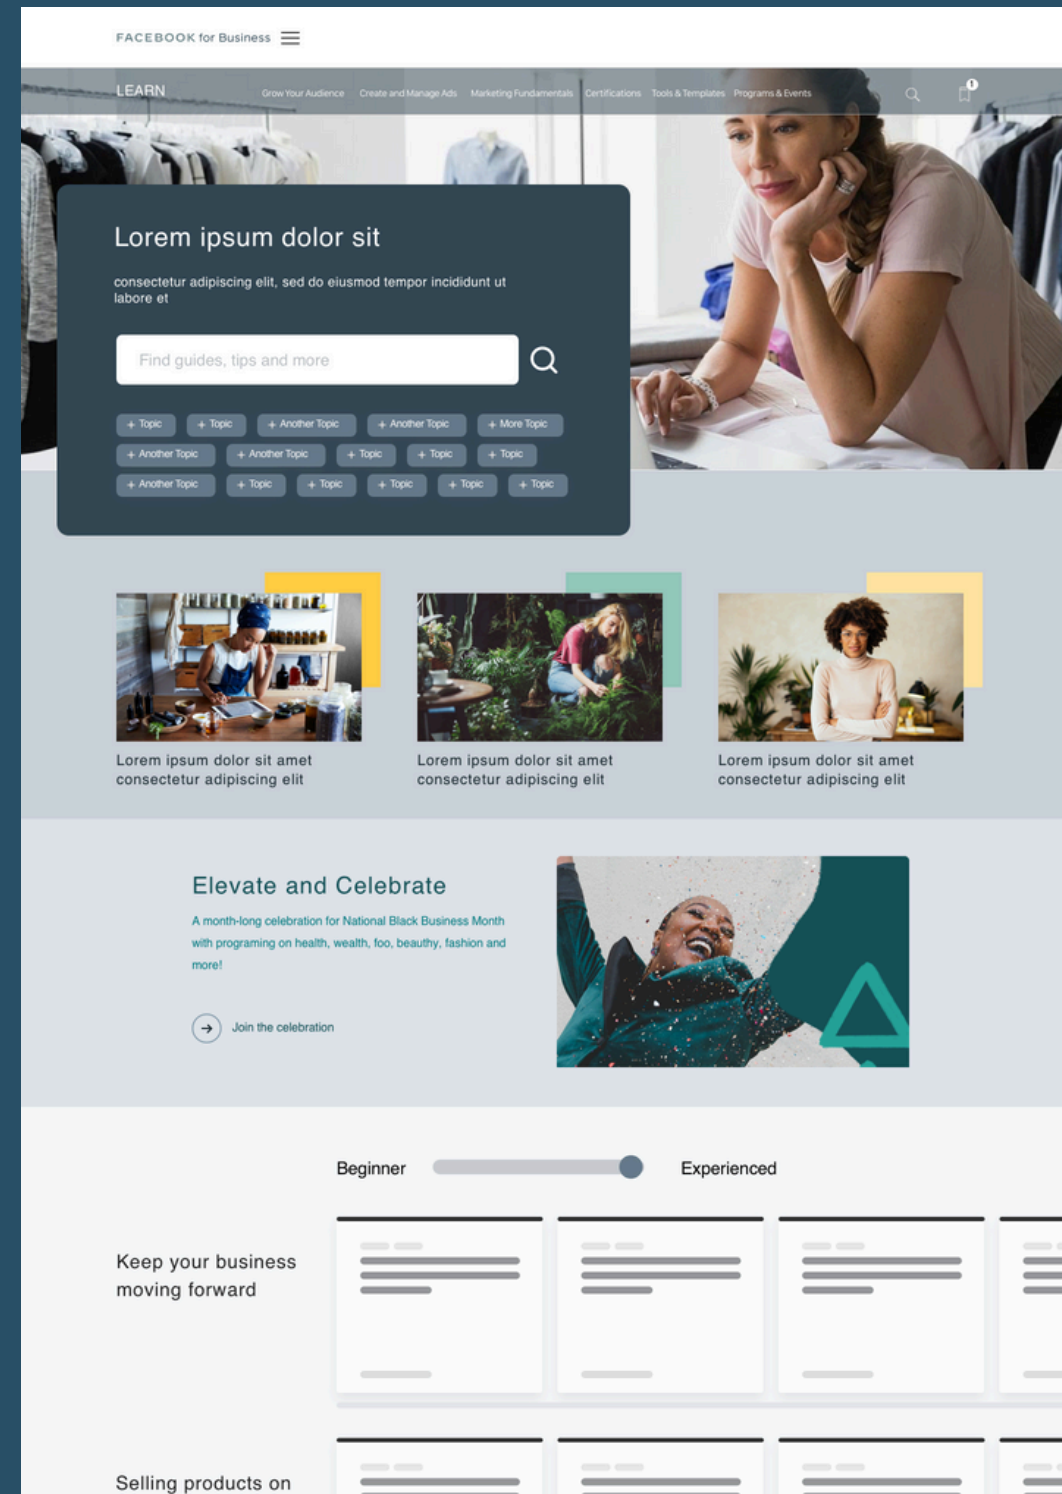 FACEBOOK for Business
LEARN
Grow Your Audience Create and Manage Ads Marketing Fundamentals Certifications Tools & Templates Programs & Events
1
Lorem ipsum dolor sit
consectetur adipiscing elit, sed do eiusmod tempor incididunt ut
labore et
Find guides, tips and more
+ Topic + Topic + Another Topic + Another Topic + More Topic
+ Another Topic + Another Topic + Topic + Topic + Topic
+ Another Topic + Topic + Topic + Topic + Topic + Topic
Lorem ipsum dolor sit amet
consectetur adipiscing elit
Lorem ipsum dolor sit amet
consectetur adipiscing elit
Lorem ipsum dolor sit amet
consectetur adipiscing elit
Elevate and Celebrate
A month-long celebration for National Black Business Month
with programing on health, wealth, foo, beauthy, fashion and
more!
Join the celebration
Beginner Experienced
Keep your business
moving forward
Selling products on